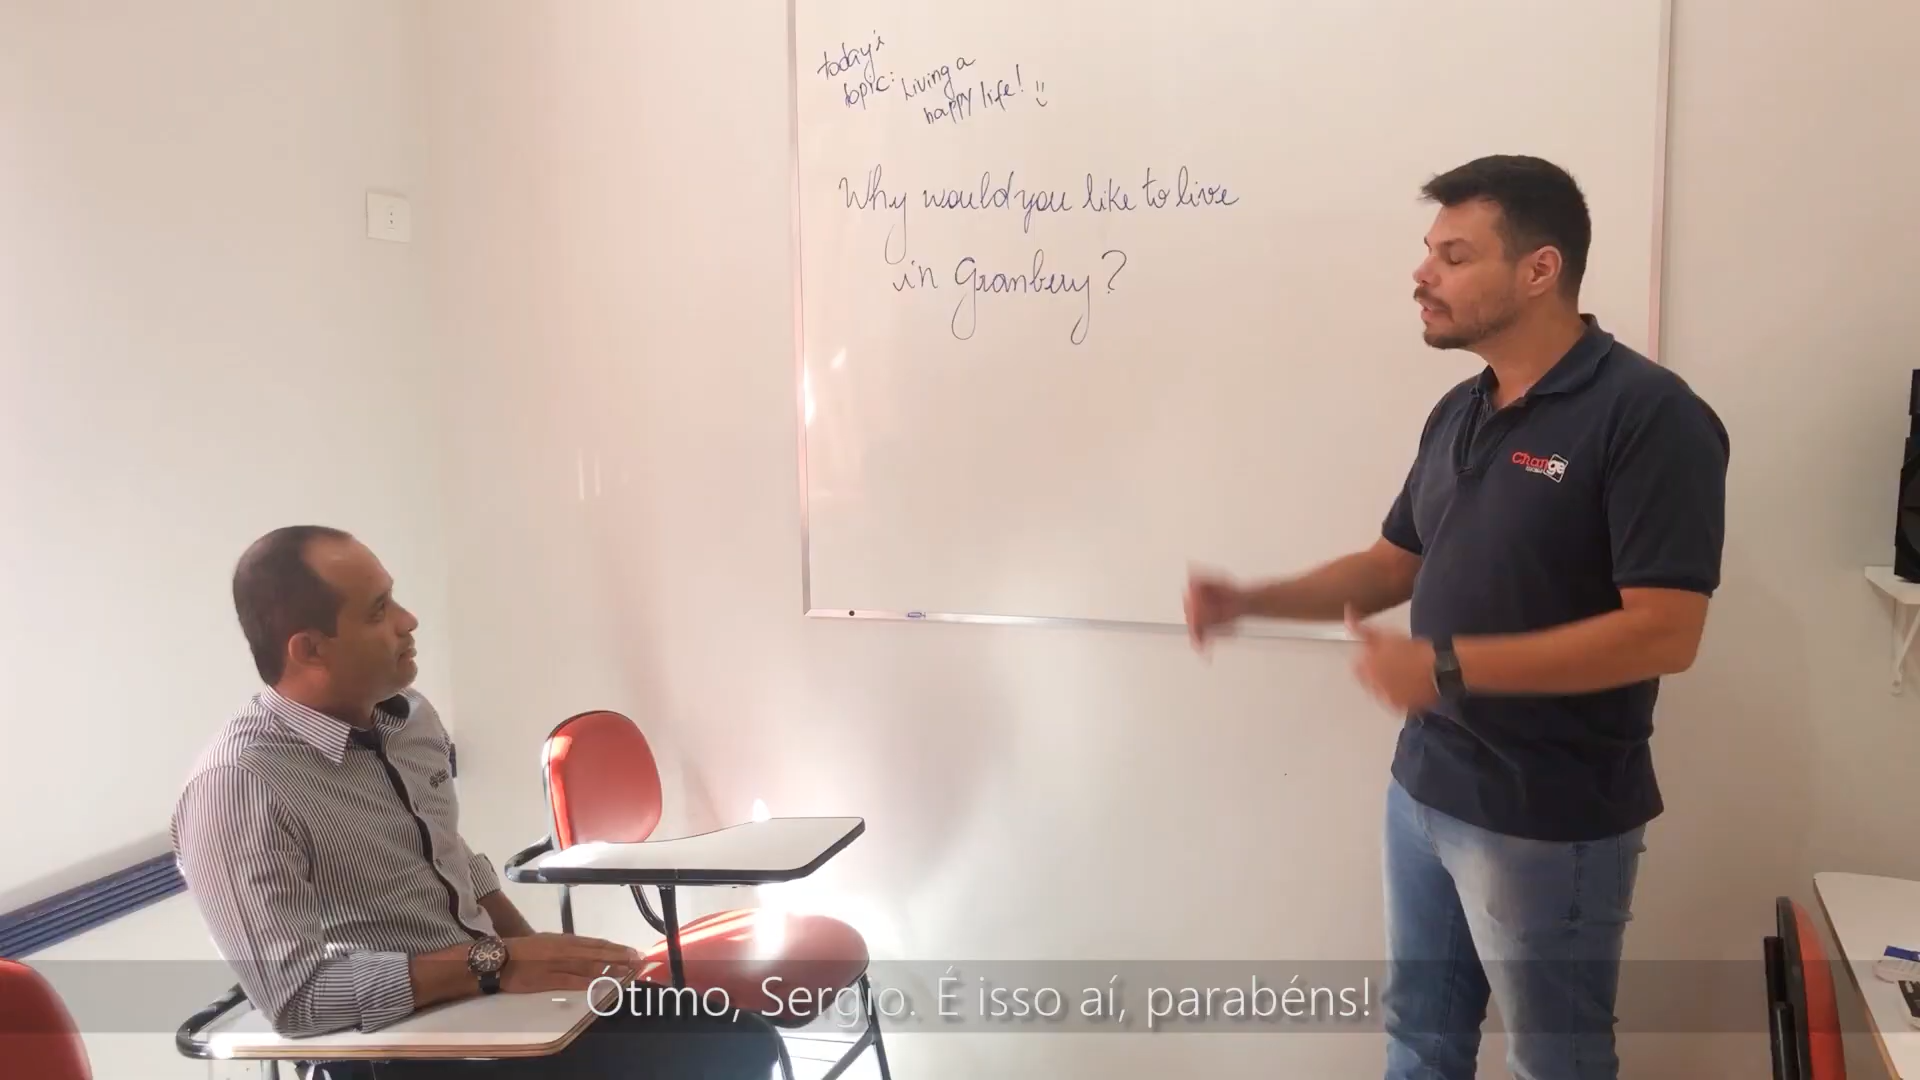 today's
topic: Living a
happy life!
Why would you like to live
in Granbery?
change
- Ótimo, Sergio. É isso aí, parabéns!